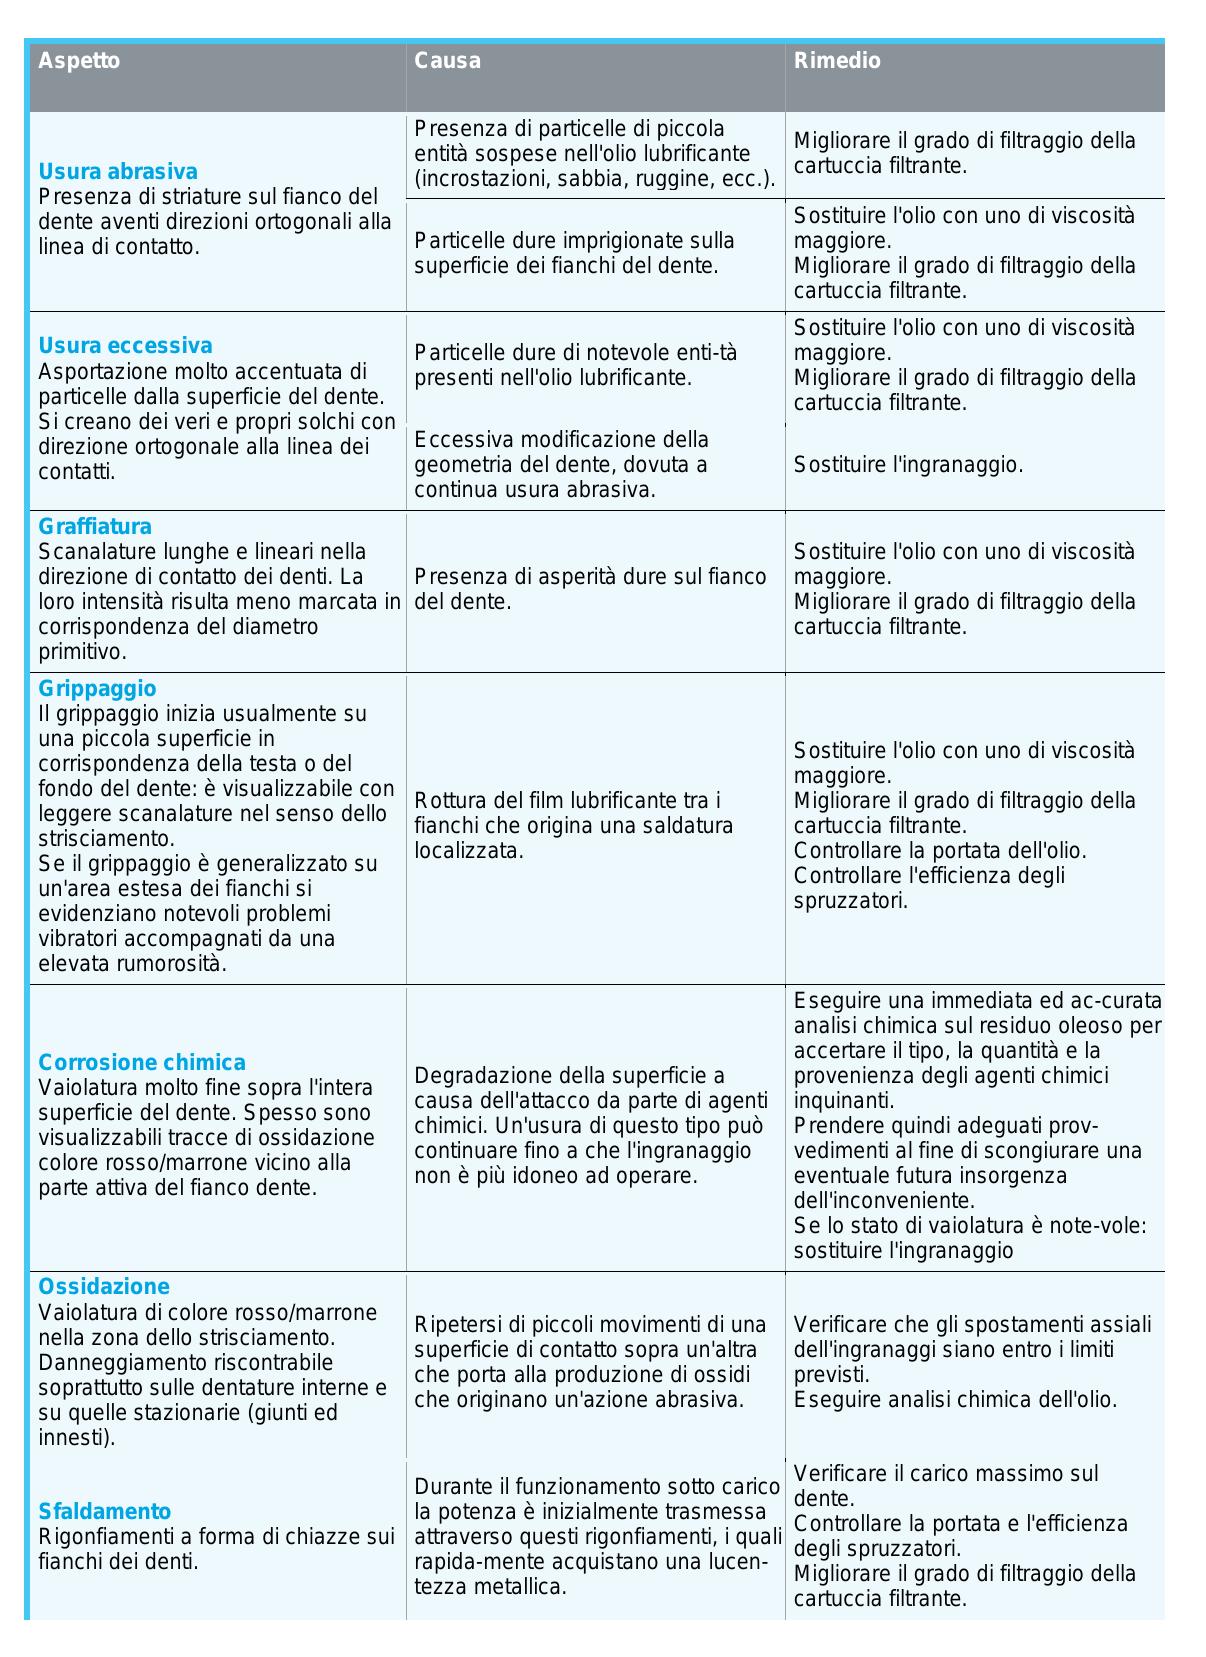 Aspetto
Causa
Rimedio
Usura abrasiva
Presenza di striature sul fianco del
dente aventi direzioni ortogonali alla
linea di contatto.
Presenza di particelle di piccola
entità sospese nell'olio lubrificante
(incrostazioni, sabbia, ruggine, ecc.).
Migliorare il grado di filtraggio della
cartuccia filtrante.
Particelle dure imprigionate sulla
superficie dei fianchi del dente.
Sostituire l'olio con uno di viscosità
maggiore.
Migliorare il grado di filtraggio della
cartuccia filtrante.
Usura eccessiva
Asportazione molto accentuata di
particelle dalla superficie del dente.
Si creano dei veri e propri solchi con
direzione ortogonale alla linea dei
contatti.
Particelle dure di notevole enti-tà
presenti nell'olio lubrificante.
Sostituire l'olio con uno di viscosità
maggiore.
Migliorare il grado di filtraggio della
cartuccia filtrante.
Eccessiva modificazione della
geometria del dente, dovuta a
continua usura abrasiva.
Sostituire l'ingranaggio.
Graffiatura
Scanalature lunghe e lineari nella
direzione di contatto dei denti. La
loro intensità risulta meno marcata in
corrispondenza del diametro
primitivo.
Presenza di asperità dure sul fianco
del dente.
Sostituire l'olio con uno di viscosità
maggiore.
Migliorare il grado di filtraggio della
cartuccia filtrante.
Grippaggio
Il grippaggio inizia usualmente su
una piccola superficie in
corrispondenza della testa o del
fondo del dente: è visualizzabile con
leggere scanalature nel senso dello
strisciamento.
Se il grippaggio è generalizzato su
un'area estesa dei fianchi si
evidenziano notevoli problemi
vibratori accompagnati da una
elevata rumorosità.
Rottura del film lubrificante tra i
fianchi che origina una saldatura
localizzata.
Sostituire l'olio con uno di viscosità
maggiore.
Migliorare il grado di filtraggio della
cartuccia filtrante.
Controllare la portata dell'olio.
Controllare l'efficienza degli
spruzzatori.
Corrosione chimica
Vaiolatura molto fine sopra l'intera
superficie del dente. Spesso sono
visualizzabili tracce di ossidazione
colore rosso/marrone vicino alla
parte attiva del fianco dente.
Degradazione della superficie a
causa dell'attacco da parte di agenti
chimici. Un'usura di questo tipo può
continuare fino a che l'ingranaggio
non è più idoneo ad operare.
Eseguire una immediata ed ac-curata
analisi chimica sul residuo oleoso per
accertare il tipo, la quantità e la
provenienza degli agenti chimici
inquinanti.
Prendere quindi adeguati prov-
vedimenti al fine di scongiurare una
eventuale futura insorgenza
dell'inconveniente.
Se lo stato di vaiolatura è note-vole:
sostituire l'ingranaggio
Ossidazione
Vaiolatura di colore rosso/marrone
nella zona dello strisciamento.
Danneggiamento riscontrabile
soprattutto sulle dentature interne e
su quelle stazionarie (giunti ed
innesti).
Ripetersi di piccoli movimenti di una
superficie di contatto sopra un'altra
che porta alla produzione di ossidi
che originano un'azione abrasiva.
Verificare che gli spostamenti assiali
dell'ingranaggi siano entro i limiti
previsti.
Eseguire analisi chimica dell'olio.
Sfaldamento
Rigonfiamenti a forma di chiazze sui
fianchi dei denti.
Durante il funzionamento sotto carico
la potenza è inizialmente trasmessa
attraverso questi rigonfiamenti, i quali
rapida-mente acquistano una lucen-
tezza metallica.
Verificare il carico massimo sul
dente.
Controllare la portata e l'efficienza
degli spruzzatori.
Migliorare il grado di filtraggio della
cartuccia filtrante.